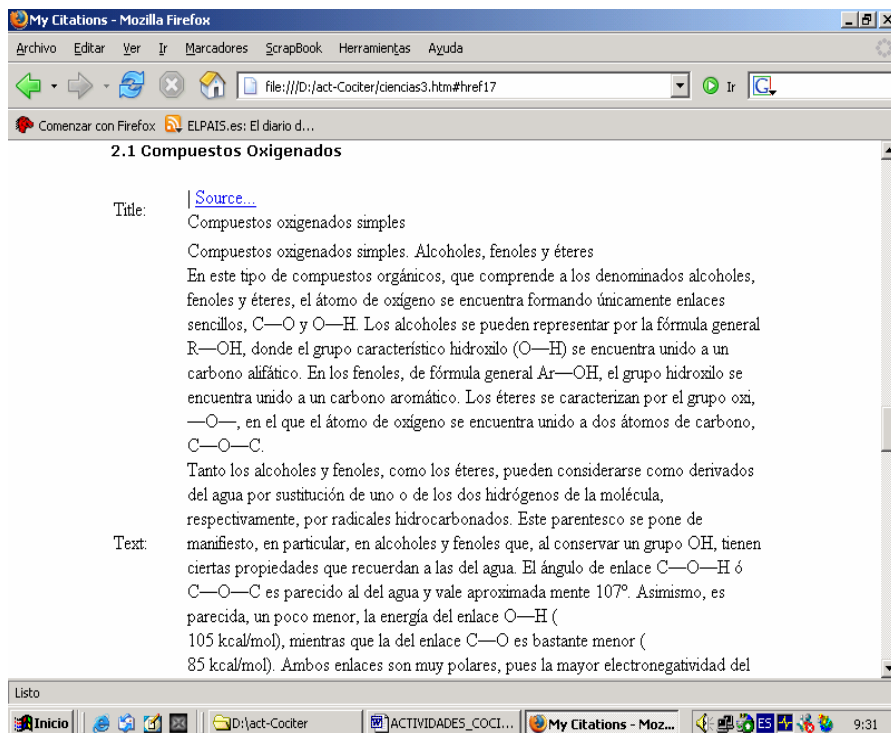 My Citations - Mozilla Firefox
Archivo Editar Ver Ir Marcadores ScrapBook Herramientas Ayuda
file:///D:/act-Cociter/ciencias3.htm#href17 Ir G
Comenzar con Firefox ELPAIS.es: El diario d...
2.1 Compuestos Oxigenados
| Source...
Title:
Compuestos oxigenados simples
Compuestos oxigenados simples. Alcoholes, fenoles y éteres
En este tipo de compuestos orgánicos, que comprende a los denominados alcoholes,
fenoles y éteres, el átomo de oxígeno se encuentra formando únicamente enlaces
sencillos, C—O y O—H. Los alcoholes se pueden representar por la fórmula general
R—OH, donde el grupo característico hidroxilo (O—H) se encuentra unido a un
carbono alifático. En los fenoles, de fórmula general Ar—OH, el grupo hidroxilo se
encuentra unido a un carbono aromático. Los éteres se caracterizan por el grupo oxi,
—O—, en el que el átomo de oxígeno se encuentra unido a dos átomos de carbono,
C—O—C.
Tanto los alcoholes y fenoles, como los éteres, pueden considerarse como derivados
del agua por sustitución de uno o de los dos hidrógenos de la molécula,
respectivamente, por radicales hidrocarbonados. Este parentesco se pone de
Text: manifiesto, en particular, en alcoholes y fenoles que, al conservar un grupo OH, tienen
ciertas propiedades que recuerdan a las del agua. El ángulo de enlace C—O—H ó
C—O—C es parecido al del agua y vale aproximada mente 107º. Asimismo, es
parecida, un poco menor, la energía del enlace O—H (
105 kcal/mol), mientras que la del enlace C—O es bastante menor (
85 kcal/mol). Ambos enlaces son muy polares, pues la mayor electronegatividad del
Listo
Inicio D:\act-Cociter ACTIVIDADES_COCI... My Citations - Moz... ES 9:31